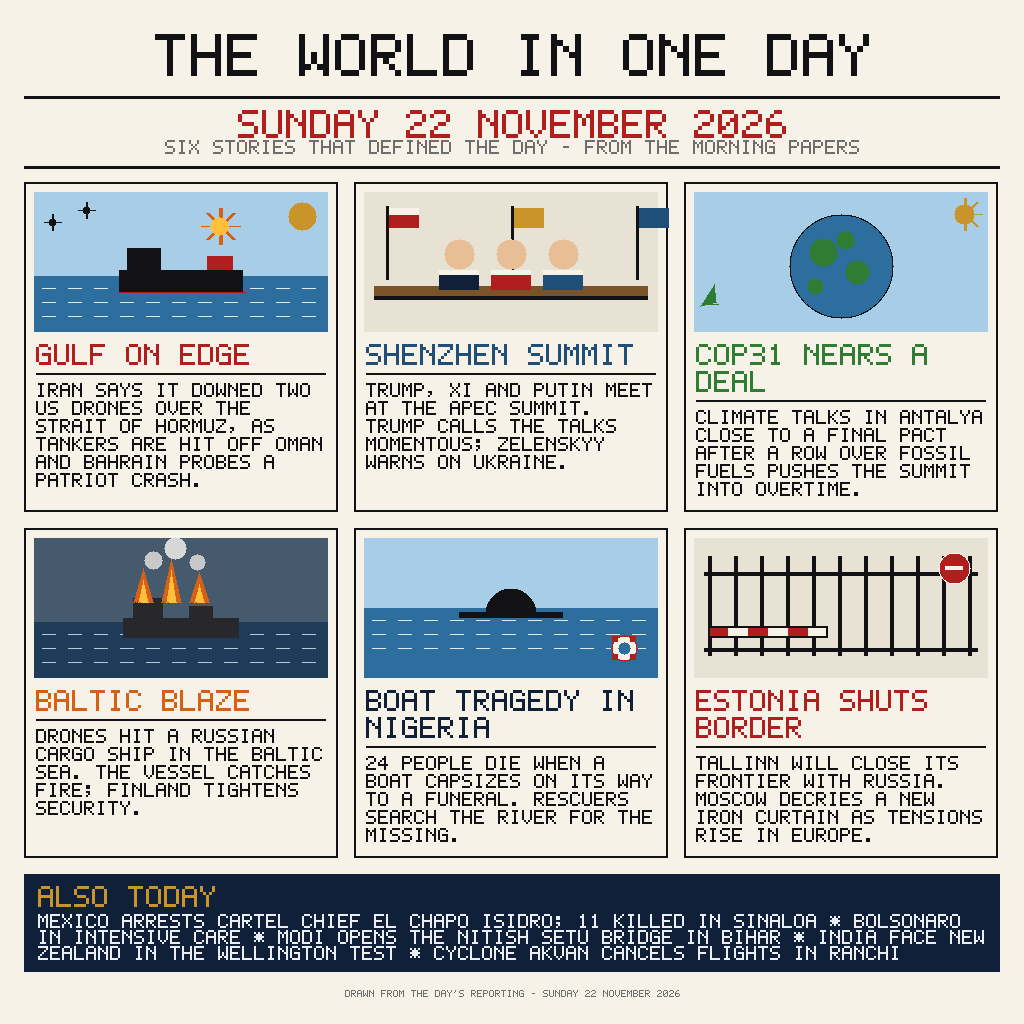 THE WORLD IN ONE DAY
SUNDAY 22 NOVEMBER 2026
SIX STORIES THAT DEFINED THE DAY - FROM THE MORNING PAPERS
GULF ON EDGE
IRAN SAYS IT DOWNED TWO
US DRONES OVER THE
STRAIT OF HORMUZ, AS
TANKERS ARE HIT OFF OMAN
AND BAHRAIN PROBES A
PATRIOT CRASH.
SHENZHEN SUMMIT
TRUMP, XI AND PUTIN MEET
AT THE APEC SUMMIT.
TRUMP CALLS THE TALKS
MOMENTOUS; ZELENSKYY
WARNS ON UKRAINE.
COP31 NEARS A
DEAL
CLIMATE TALKS IN ANTALYA
CLOSE TO A FINAL PACT
AFTER A ROW OVER FOSSIL
FUELS PUSHES THE SUMMIT
INTO OVERTIME.
BALTIC BLAZE
DRONES HIT A RUSSIAN
CARGO SHIP IN THE BALTIC
SEA. THE VESSEL CATCHES
FIRE; FINLAND TIGHTENS
SECURITY.
BOAT TRAGEDY IN
NIGERIA
24 PEOPLE DIE WHEN A
BOAT CAPSIZES ON ITS WAY
TO A FUNERAL. RESCUERS
SEARCH THE RIVER FOR THE
MISSING.
ESTONIA SHUTS
BORDER
TALLINN WILL CLOSE ITS
FRONTIER WITH RUSSIA.
MOSCOW DECRIES A NEW
IRON CURTAIN AS TENSIONS
RISE IN EUROPE.
ALSO TODAY
MEXICO ARRESTS CARTEL CHIEF EL CHAPO ISIDRO; 11 KILLED IN SINALOA * BOLSONARO
IN INTENSIVE CARE * MODI OPENS THE NITISH SETU BRIDGE IN BIHAR * INDIA FACE NEW
ZEALAND IN THE WELLINGTON TEST * CYCLONE AKVAN CANCELS FLIGHTS IN RANCHI
DRAWN FROM THE DAY'S REPORTING - SUNDAY 22 NOVEMBER 2026